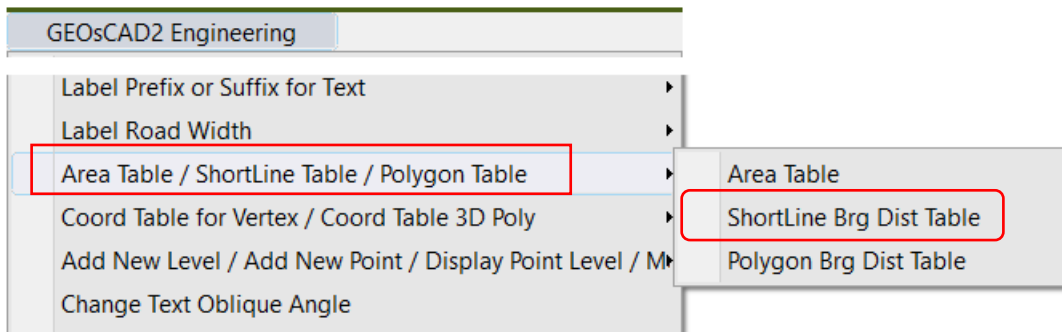 GEOsCAD2 Engineering
Label Prefix or Suffix for Text
Label Road Width
Area Table / ShortLine Table / Polygon Table
Area Table
Coord Table for Vertex / Coord Table 3D Poly
ShortLine Brg Dist Table
Add New Level / Add New Point / Display Point Level / M
Polygon Brg Dist Table
Change Text Oblique Angle